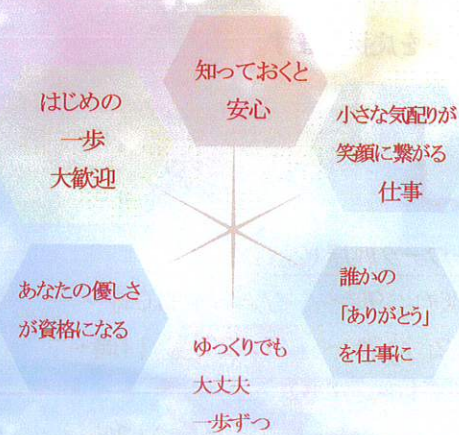 知っておくと
安心
はじめの
一歩
大歓迎
小さな気配りが
笑顔に繋がる
仕事
あなたの優しさ
が資格になる
誰かの
「ありがとう」
を仕事に
ゆっくりでも
大丈夫
一歩ずつ